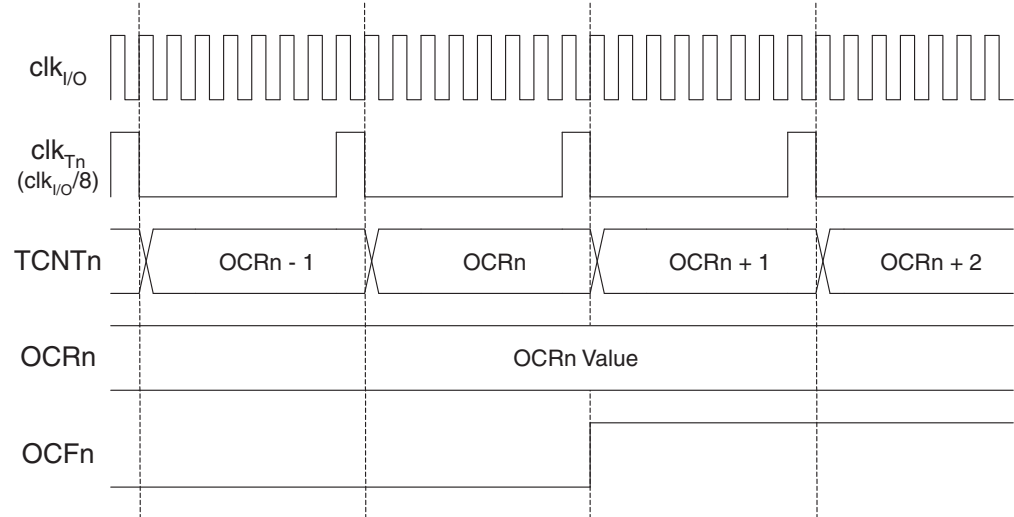 clkI/O
clkTn
(clkI/O/8)
TCNTn OCRn - 1 OCRn OCRn + 1 OCRn + 2
OCRn OCRn Value
OCFn